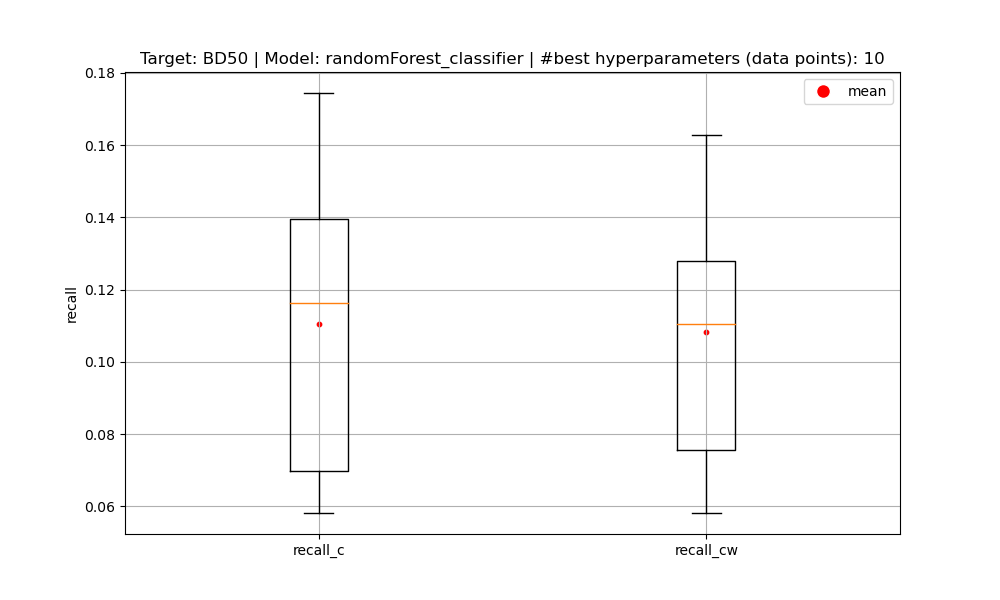 Target: BD50 | Model: randomForest_classifier | #best hyperparameters (data points): 10
mean
recall
0.18
0.16
0.14
0.12
0.10
0.08
0.06
recall_c
recall_cw